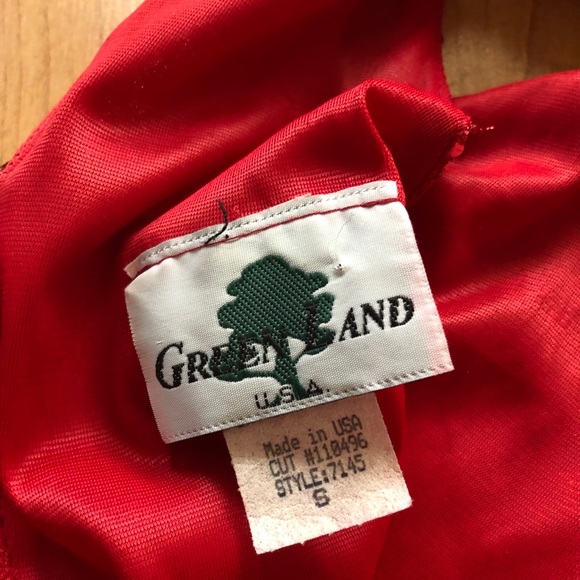 GREEN LAND
U.S.A.
Made in USA
CUT #110496
STYLE:7145
S